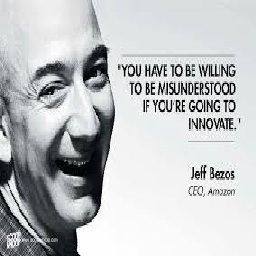 "YOU HAVE TO BE WILLING
TO BE MISUNDERSTOOD
IF YOU'RE GOING TO
INNOVATE."
Jeff Bezos
CEO, Amazon